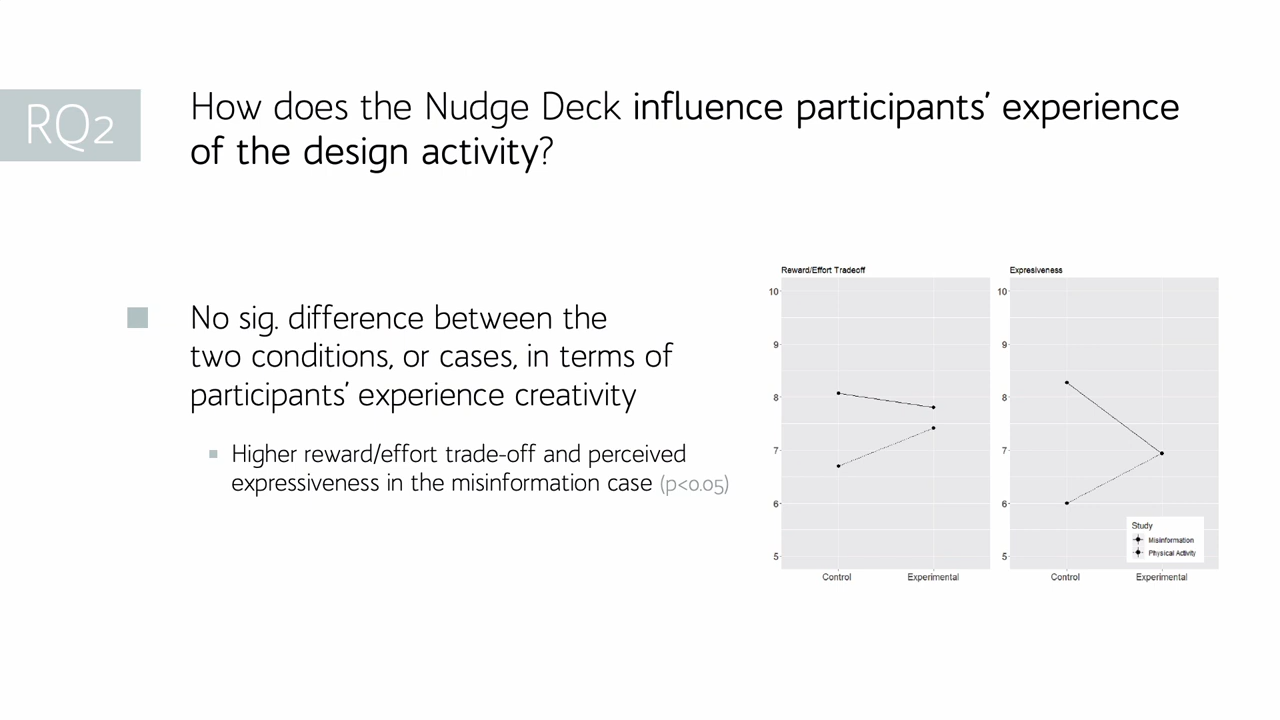 RQ2
How does the Nudge Deck influence participants' experience
of the design activity?
No sig. difference between the
two conditions, or cases, in terms of
participants' experience creativity
Higher reward/effort trade-off and perceived
expressiveness in the misinformation case (p<0.05)
Reward/Effort Tradeoff
10
9
8
7
6
5
Control Experimental
Expresiveness
10
9
8
7
6
5
Control Experimental
Study
Misinformation
Physical Activity